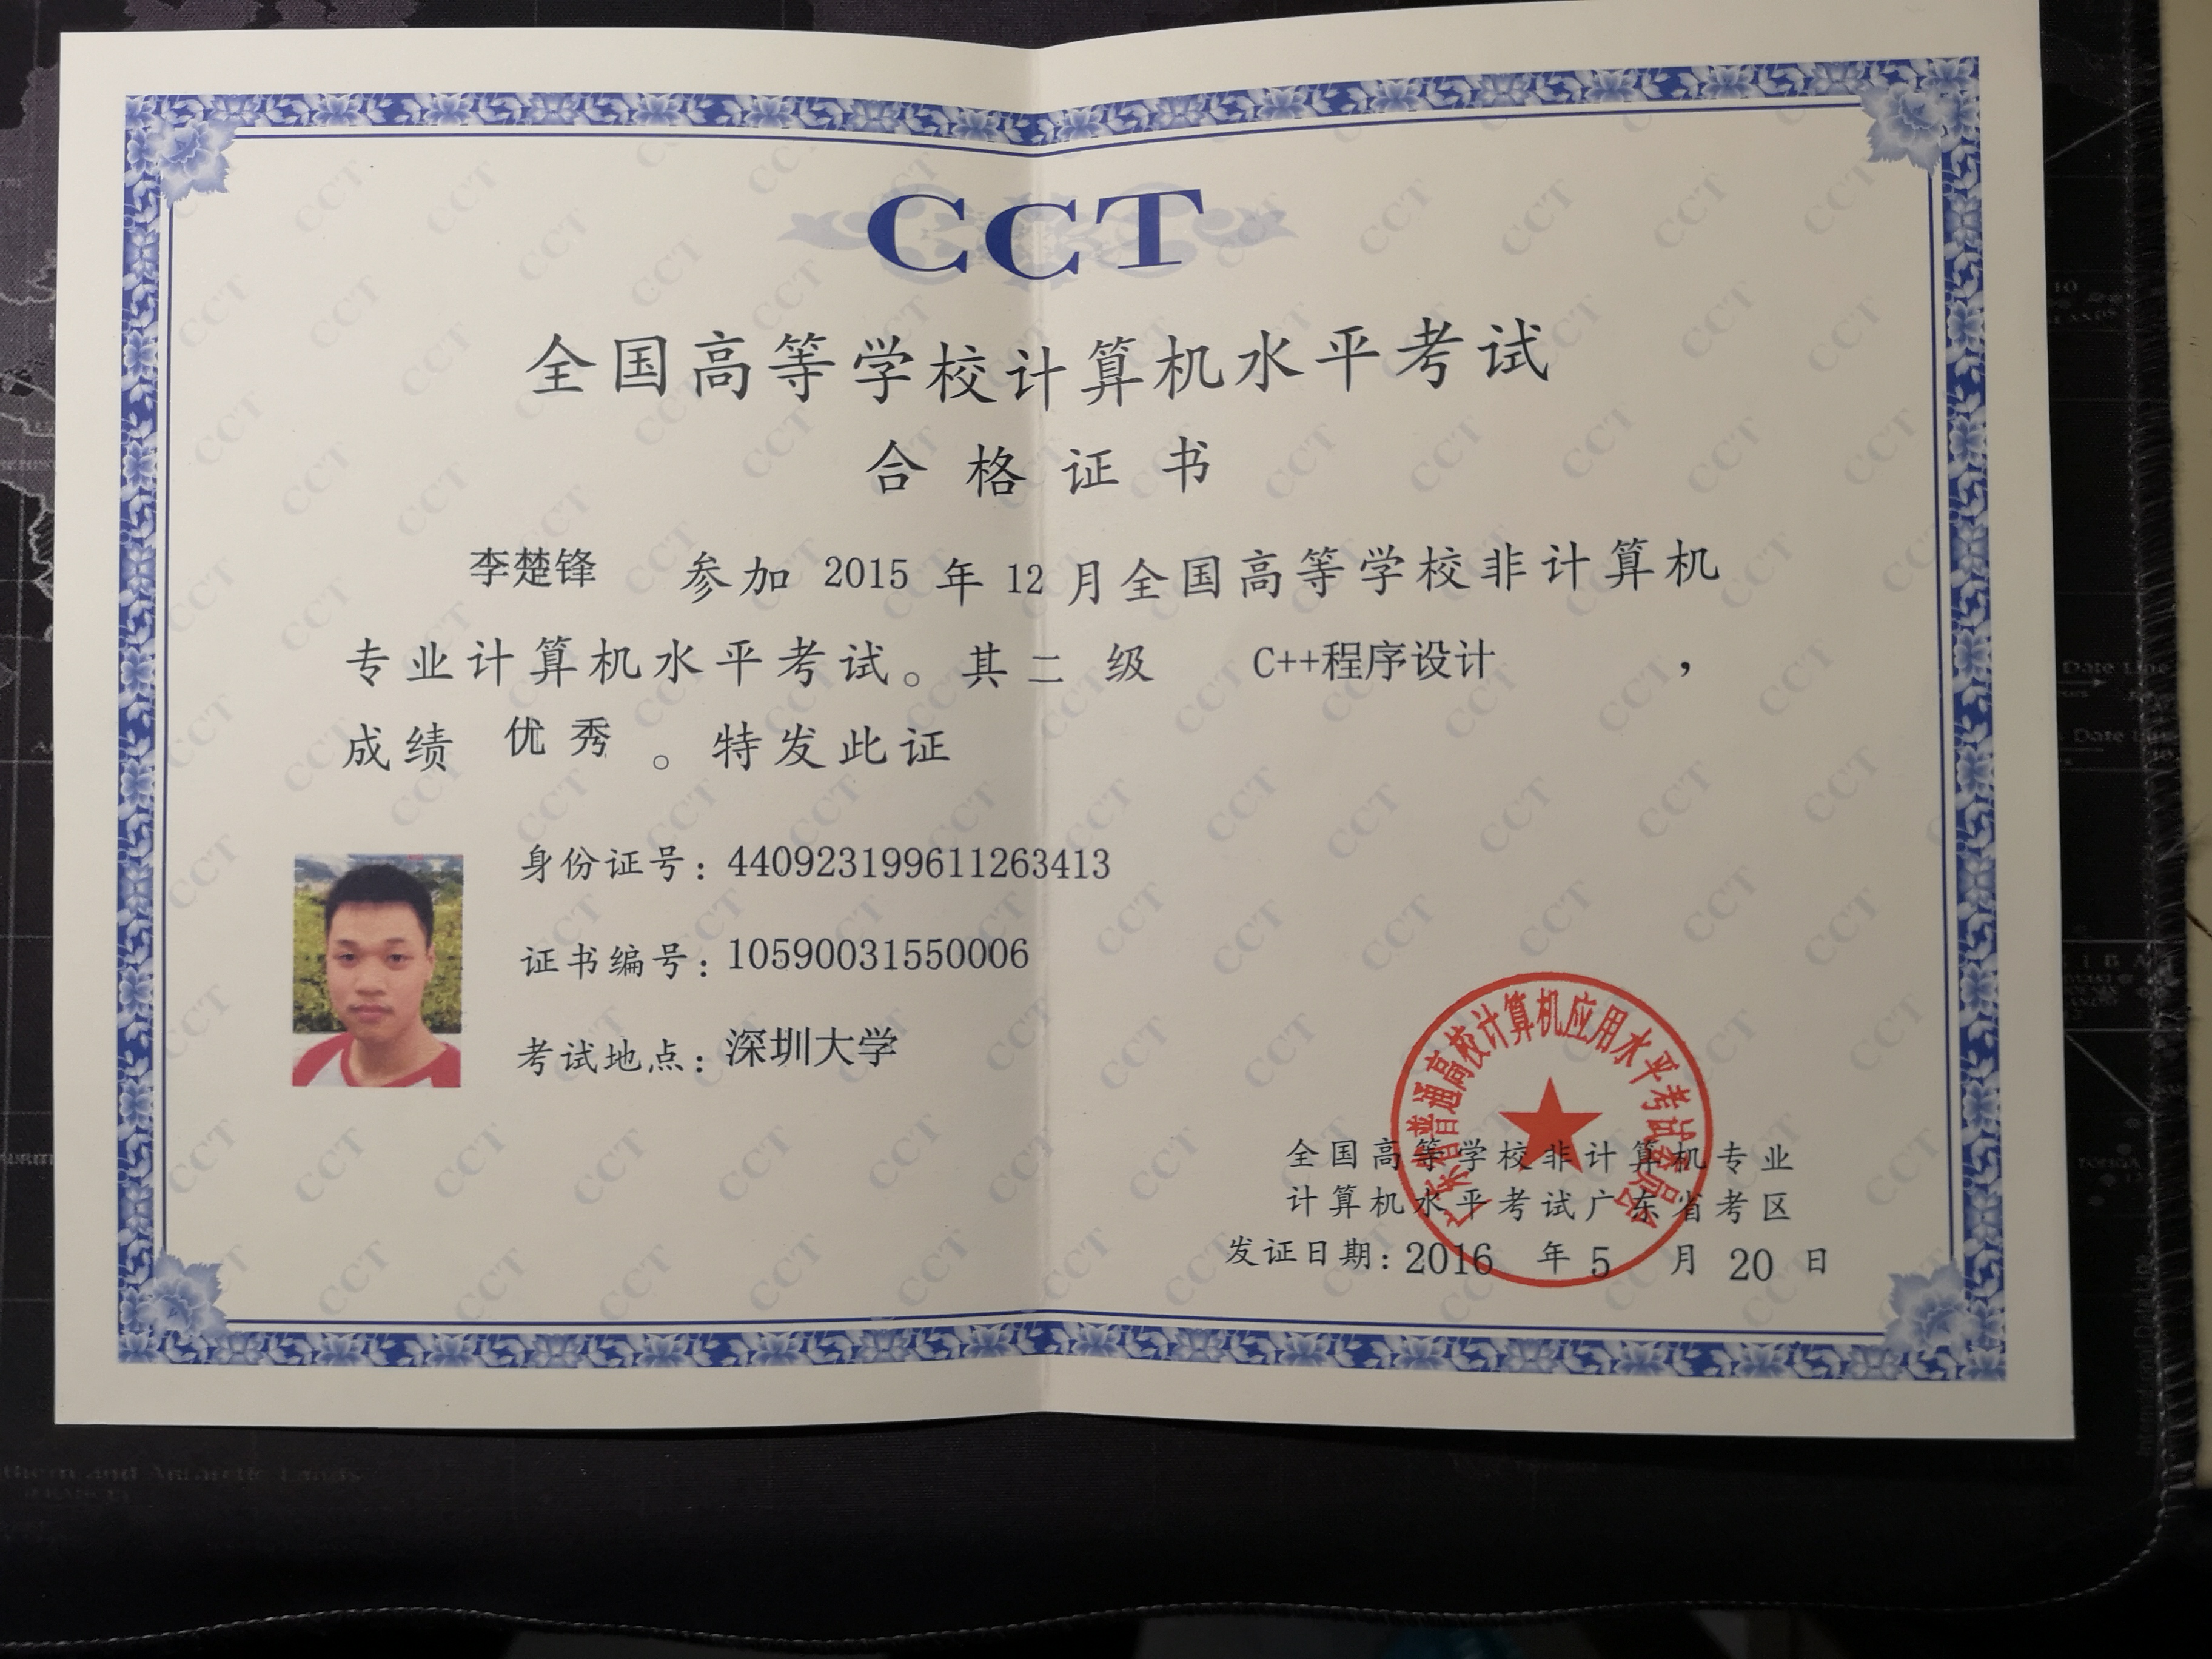 CCT
全国高等学校计算机水平考试
合格证书
李楚锋 参加 2015 年 12 月全国高等学校非计算机
专业计算机水平考试。其二 级 C++程序设计 ，
成绩 优秀 。特发此证
身份证号：440923199611263413
证书编号：10590031550006
考试地点：深圳大学
广东省普通高校计算机应用水平考试委员会
全国高等学校非计算机专业
计算机水平考试广东省考区
发证日期：2016 年 5 月 20 日